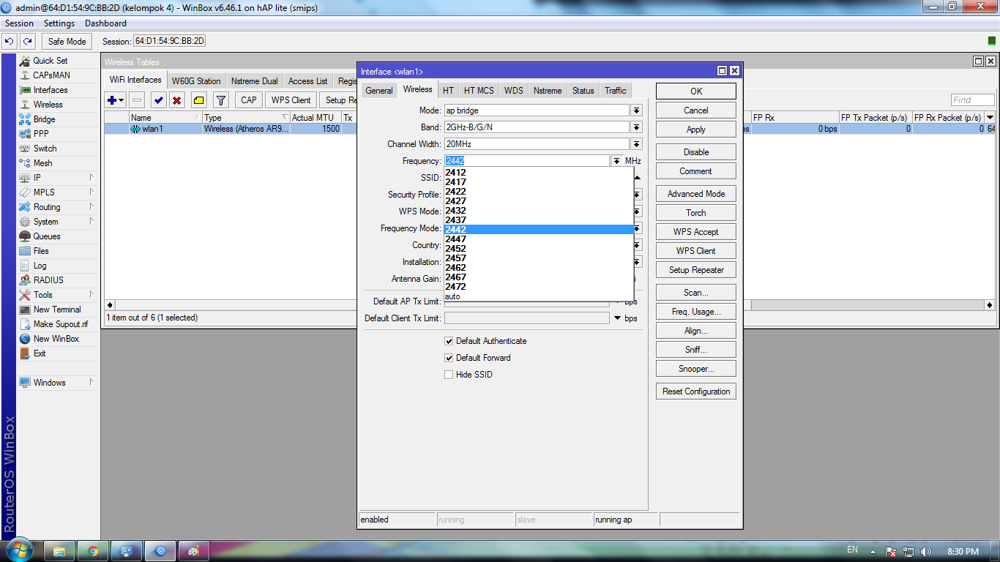 admin@64:D1:54:9C:BB:2D (kelompok 4) - WinBox v6.46.1 on hAP lite (smips)
Session Settings Dashboard
Safe Mode Session: 64:D1:54:9C:BB:2D
Quick Set
CAPsMAN
Interfaces
Wireless
Bridge
PPP
Switch
Mesh
IP
MPLS
Routing
System
Queues
Files
Log
RADIUS
Tools
New Terminal
Make Supout.rif
New WinBox
Exit
Windows
RouterOS WinBox
Wireless Tables
WiFi Interfaces W60G Station Nstreme Dual Access List Regis
CAP WPS Client Setup Re
Find
Name Type Actual MTU Tx FP Rx FP Tx Packet (p/s) FP Rx Packet (p/s)
wlan1 Wireless (Atheros AR9... 1500 ps 0 bps 0 0 64
1 item out of 6 (1 selected)
Interface <wlan1>
General Wireless HT HT MCS WDS Nstreme Status Traffic
Mode: ap bridge
Band: 2GHz-B/G/N
Channel Width: 20MHz
Frequency: 2442 MHz
SSID:
Security Profile:
WPS Mode:
Frequency Mode:
Country:
Installation:
Antenna Gain:
2412
2417
2422
2427
2432
2437
2442
2447
2452
2457
2462
2467
2472
auto
Default AP Tx Limit: bps
Default Client Tx Limit: bps
Default Authenticate
Default Forward
Hide SSID
OK
Cancel
Apply
Disable
Comment
Advanced Mode
Torch
WPS Accept
WPS Client
Setup Repeater
Scan...
Freq. Usage...
Align...
Sniff...
Snooper...
Reset Configuration
enabled running slave running ap
EN 8:30 PM